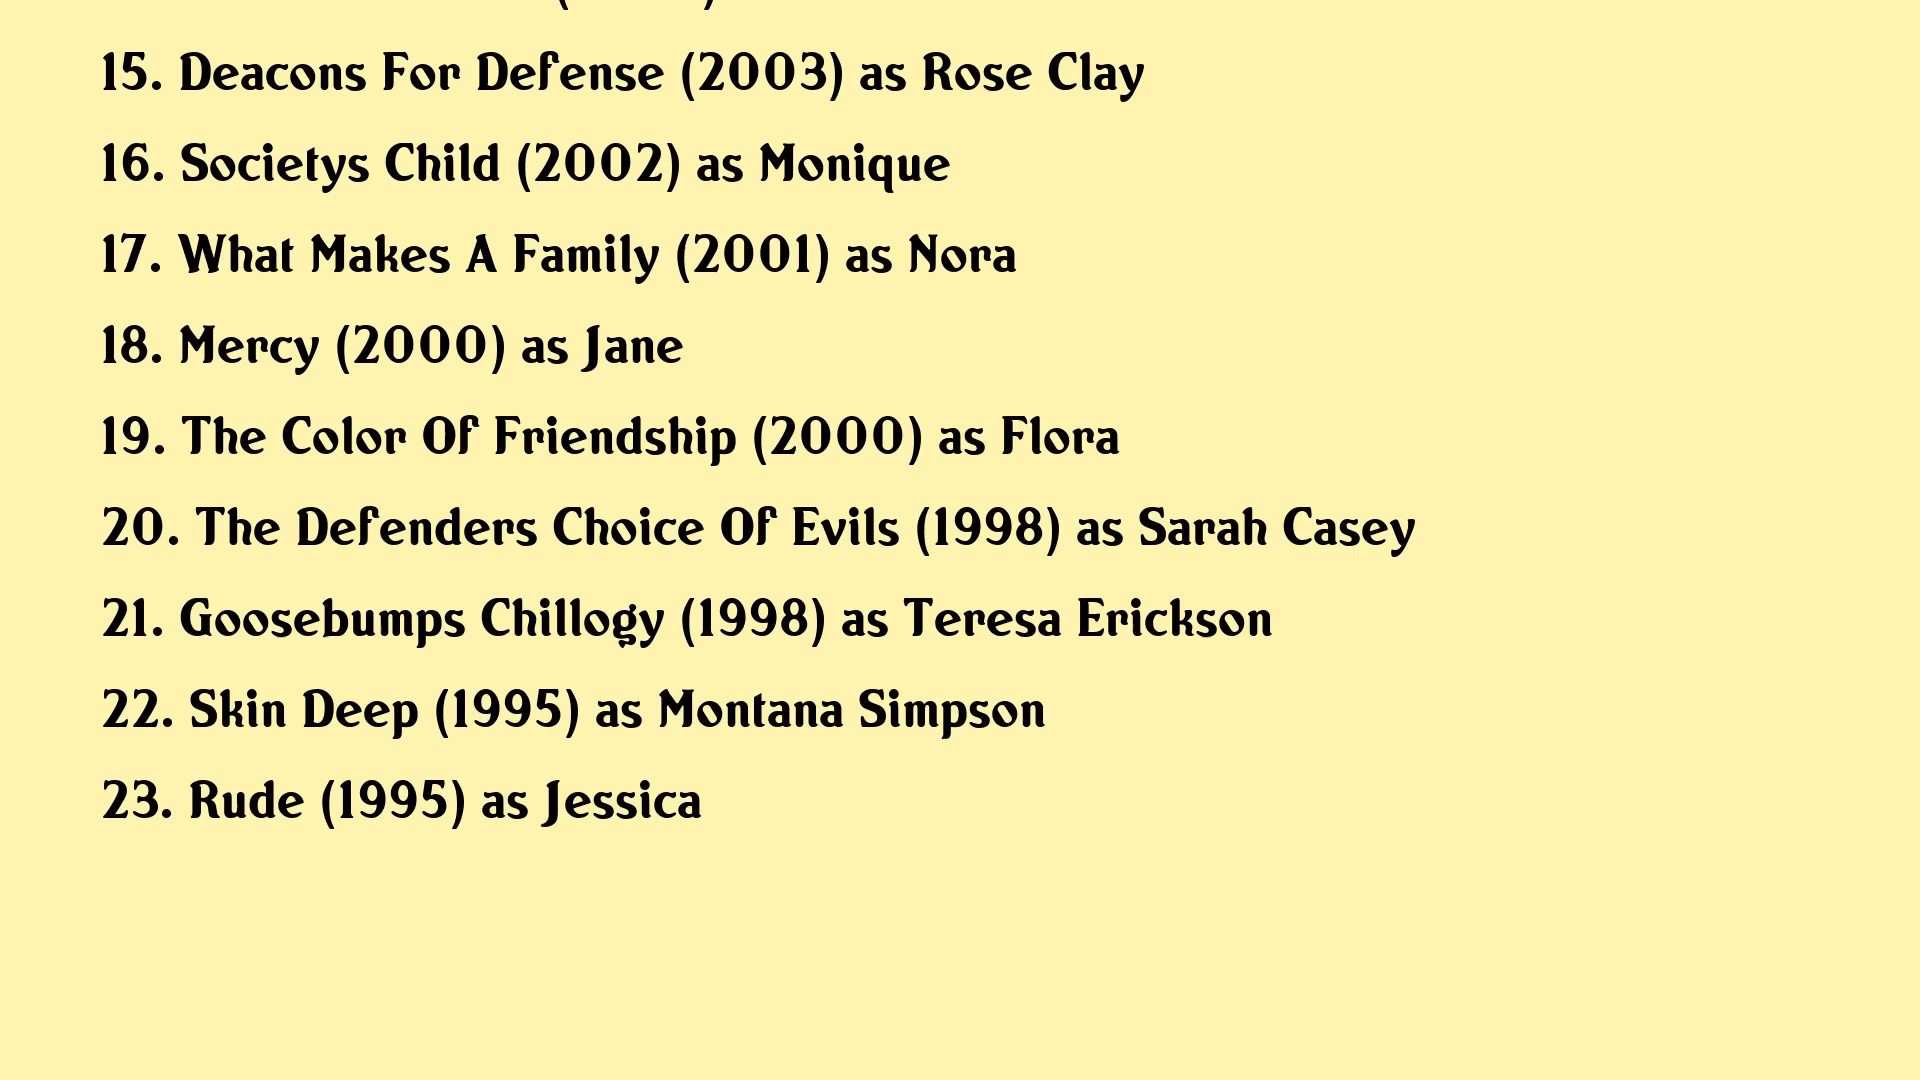 15. Deacons For Defense (2003) as Rose Clay
16. Societys Child (2002) as Monique
17. What Makes A Family (2001) as Nora
18. Mercy (2000) as Jane
19. The Color Of Friendship (2000) as Flora
20. The Defenders Choice Of Evils (1998) as Sarah Casey
21. Goosebumps Chillogy (1998) as Teresa Erickson
22. Skin Deep (1995) as Montana Simpson
23. Rude (1995) as Jessica